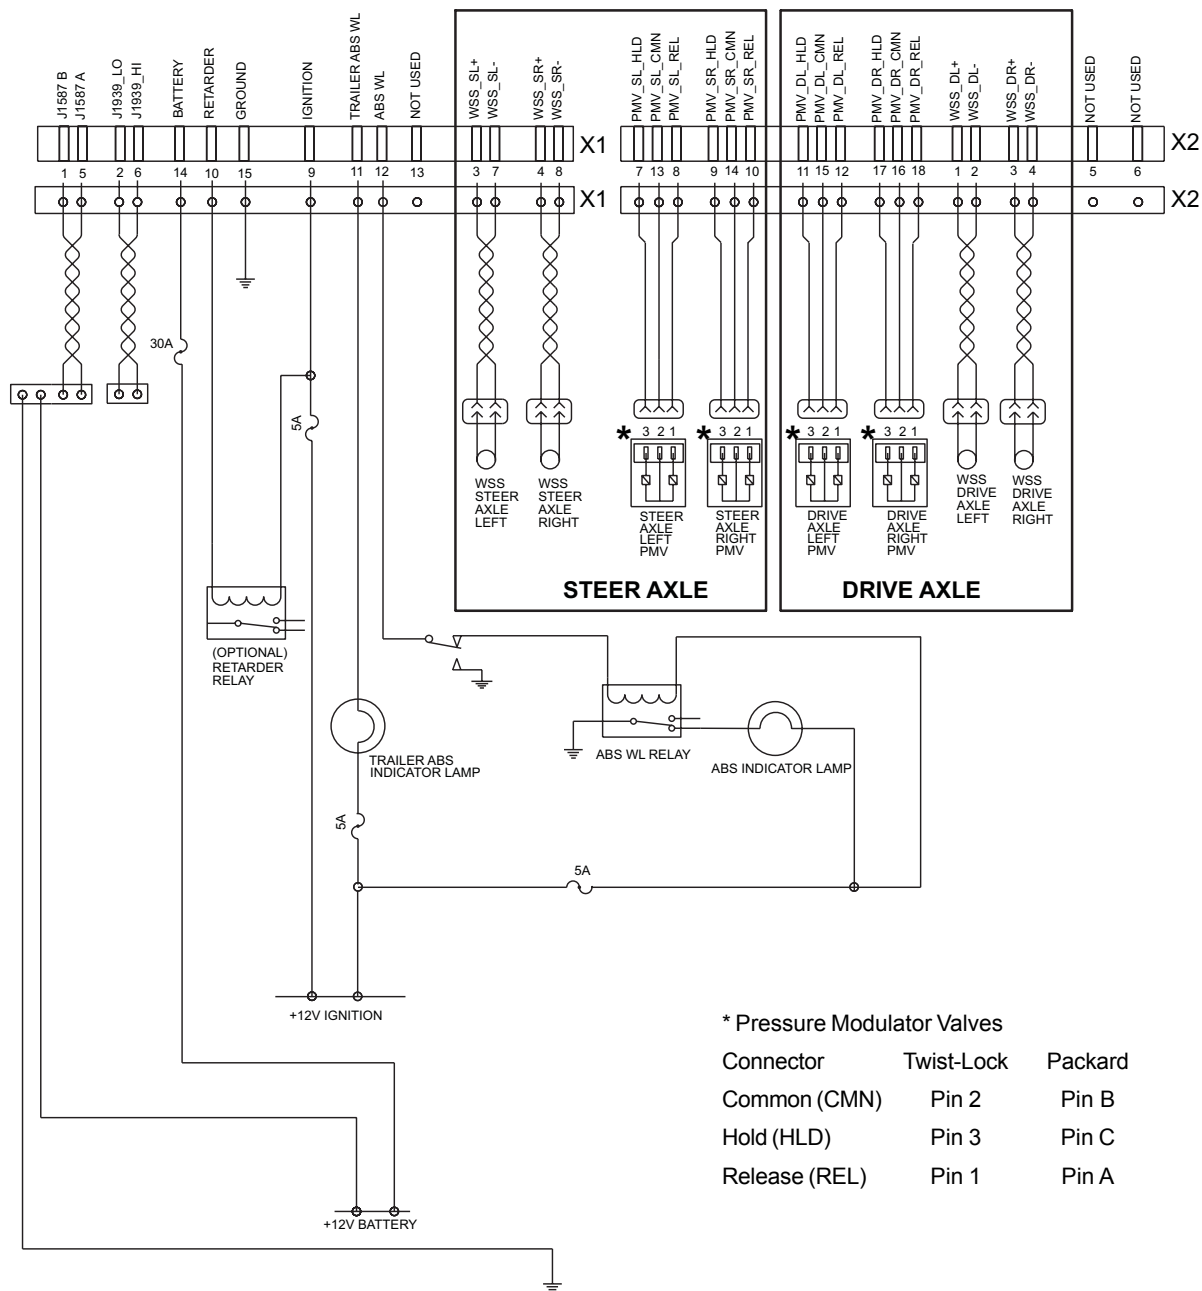 J1587 B
J1587 A
J1939_LO
J1939_HI
BATTERY
RETARDER
GROUND
IGNITION
TRAILER ABS WL
ABS WL
NOT USED
WSS_SL+
WSS_SL-
WSS_SR+
WSS_SR-
PMV_SL_HLD
PMV_SL_CMN
PMV_SL_REL
PMV_SR_HLD
PMV_SR_CMN
PMV_SR_REL
PMV_DL_HLD
PMV_DL_CMN
PMV_DL_REL
PMV_DR_HLD
PMV_DR_CMN
PMV_DR_REL
WSS_DL+
WSS_DL-
WSS_DR+
WSS_DR-
NOT USED
NOT USED
X1
X2
1 5 2 6 14 10 15 9 11 12 13 3 7 4 8 7 13 8 9 14 10 11 15 12 17 16 18 1 2 3 4 5 6
X1
X2
30A
5A
* 3 2 1
* 3 2 1
* 3 2 1
* 3 2 1
WSS
STEER
AXLE
LEFT
WSS
STEER
AXLE
RIGHT
STEER
AXLE
LEFT
PMV
STEER
AXLE
RIGHT
PMV
DRIVE
AXLE
LEFT
PMV
DRIVE
AXLE
RIGHT
PMV
WSS
DRIVE
AXLE
LEFT
WSS
DRIVE
AXLE
RIGHT
STEER AXLE
DRIVE AXLE
(OPTIONAL)
RETARDER
RELAY
TRAILER ABS
INDICATOR LAMP
ABS WL RELAY
ABS INDICATOR LAMP
5A
5A
+12V IGNITION
* Pressure Modulator Valves
Connector Twist-Lock Packard
Common (CMN) Pin 2 Pin B
Hold (HLD) Pin 3 Pin C
Release (REL) Pin 1 Pin A
+12V BATTERY